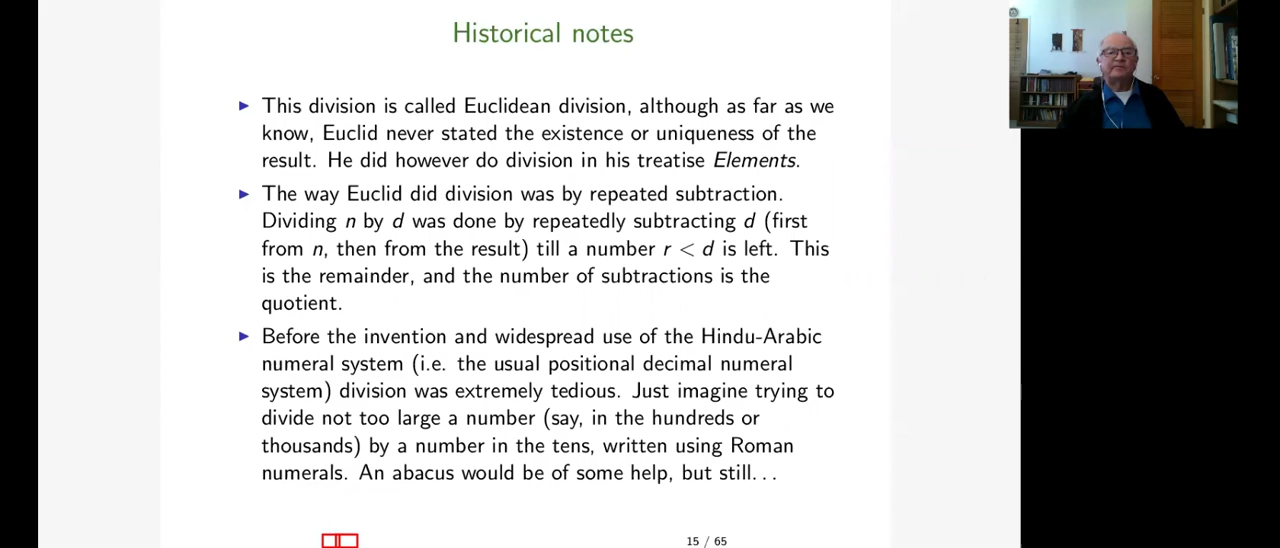 Historical notes
▶ This division is called Euclidean division, although as far as we
know, Euclid never stated the existence or uniqueness of the
result. He did however do division in his treatise Elements.
▶ The way Euclid did division was by repeated subtraction.
Dividing n by d was done by repeatedly subtracting d (first
from n, then from the result) till a number r < d is left. This
is the remainder, and the number of subtractions is the
quotient.
▶ Before the invention and widespread use of the Hindu-Arabic
numeral system (i.e. the usual positional decimal numeral
system) division was extremely tedious. Just imagine trying to
divide not too large a number (say, in the hundreds or
thousands) by a number in the tens, written using Roman
numerals. An abacus would be of some help, but still...
15 / 65